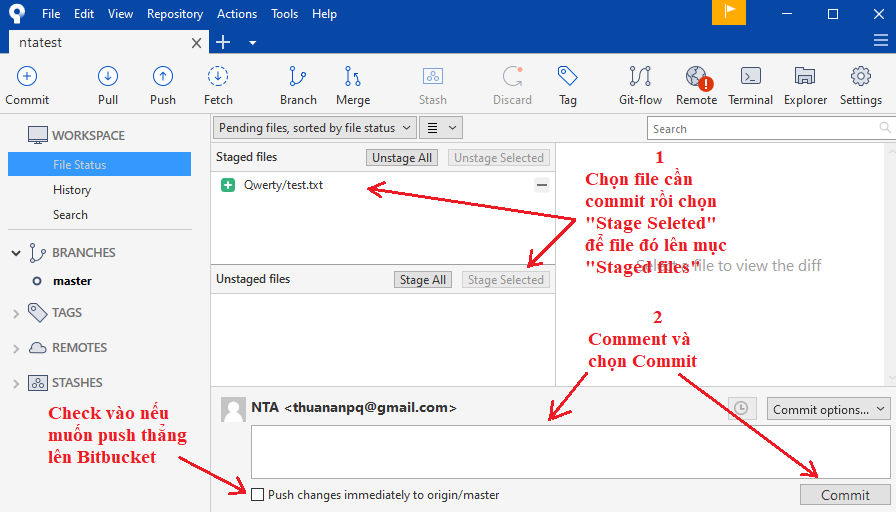 File Edit View Repository Actions Tools Help
ntatest
Commit Pull Push Fetch Branch Merge Stash Discard Tag Git-flow Remote Terminal Explorer Settings
WORKSPACE
File Status
History
Search
BRANCHES
master
TAGS
REMOTES
STASHES
Check vào nếu
muốn push thẳng
lên Bitbucket
Pending files, sorted by file status
Search
Staged files Unstage All Unstage Selected
Qwerty/test.txt
Unstaged files Stage All Stage Selected
1
Chọn file cần
commit rồi chọn
"Stage Seleted"
để file đó lên mục
"Staged files"
Select a file to view the diff
2
Comment và
chọn Commit
NTA <thuananpq@gmail.com>
Commit options...
Push changes immediately to origin/master
Commit